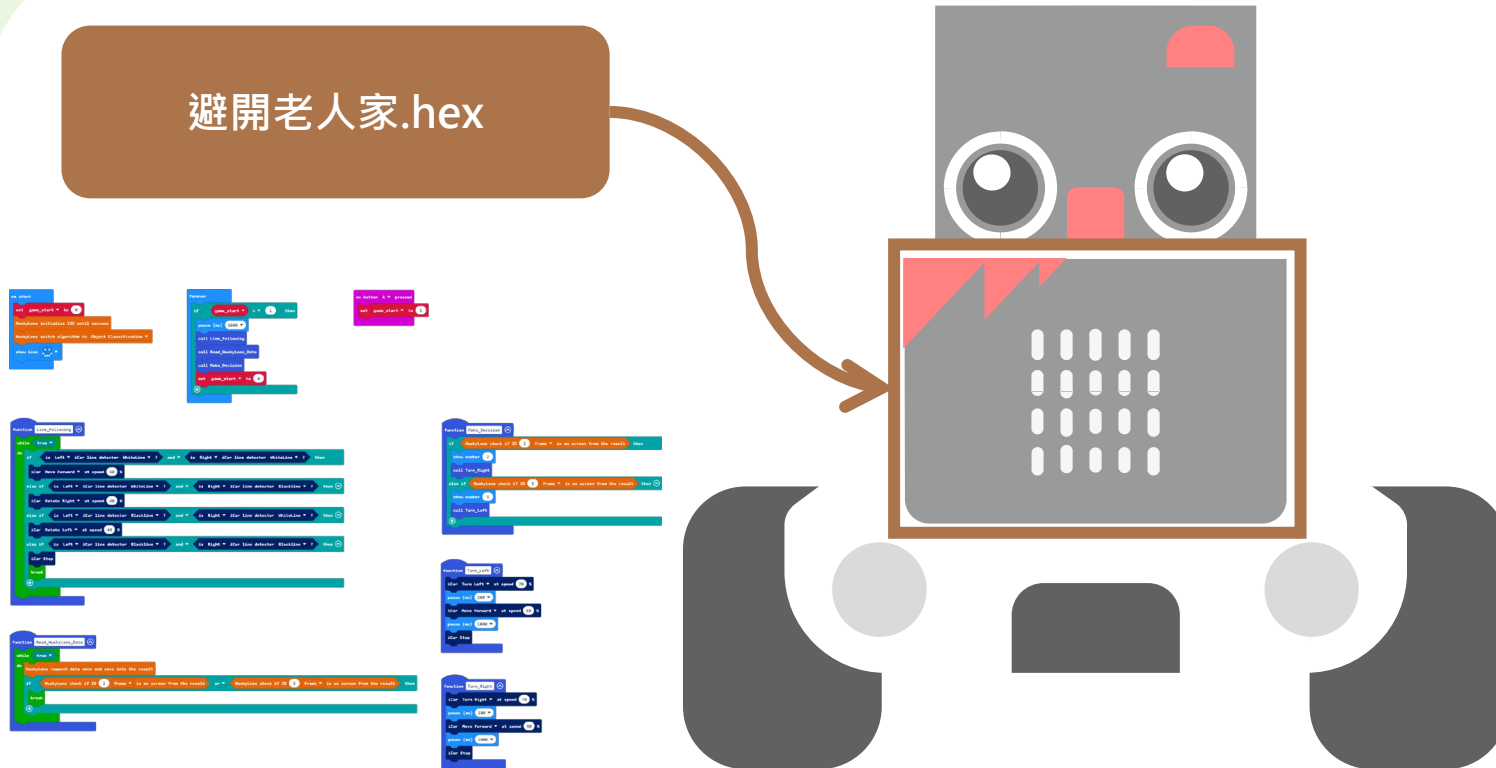 避開老人家.hex
on start
set game_start to 0
HuskyLens initialize I2C until success
HuskyLens switch algorithm to Object Classification
show icon
forever
if game_start = 1 then
pause (ms) 1000
call Line_Following
call Read_HuskyLens_Data
call Make_Decision
set game_start to 0
on button A pressed
set game_start to 1
function Line_Following
while true
do
if is Left iCar line detector WhiteLine ? and is Right iCar line detector WhiteLine ? then
iCar Move Forward at speed %
else if is Left iCar line detector WhiteLine ? and is Right iCar line detector Blackline ? then
iCar Rotate Right at speed %
else if is Left iCar line detector Blackline ? and is Right iCar line detector WhiteLine ? then
iCar Rotate Left at speed %
else if is Left iCar line detector Blackline ? and is Right iCar line detector Blackline ? then
iCar Stop
break
function Read_HuskyLens_Data
while true
do
HuskyLens request data once and save into the result
if HuskyLens check if ID frame is on screen from the result or HuskyLens check if ID frame is on screen from the result then
break
function Make_Decision
if HuskyLens check if ID frame is on screen from the result then
show number
call Turn_Right
else if HuskyLens check if ID frame is on screen from the result then
show number
call Turn_Left
function Turn_Left
iCar Turn Left at speed %
pause (ms)
iCar Move Forward at speed %
pause (ms) 1000
iCar Stop
function Turn_Right
iCar Turn Right at speed %
pause (ms)
iCar Move Forward at speed %
pause (ms) 1000
iCar Stop